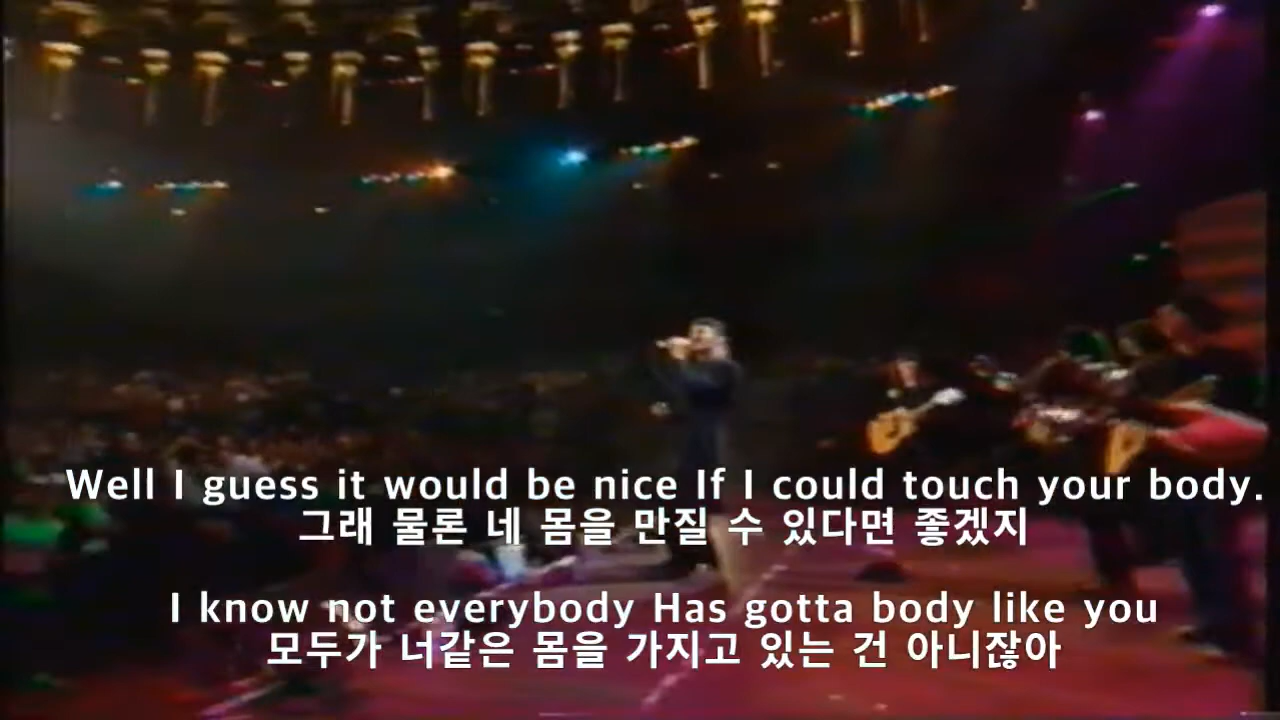 Well I guess it would be nice If I could touch your body.
그래 물론 네 몸을 만질 수 있다면 좋겠지
I know not everybody Has gotta body like you
모두가 너같은 몸을 가지고 있는 건 아니잖아